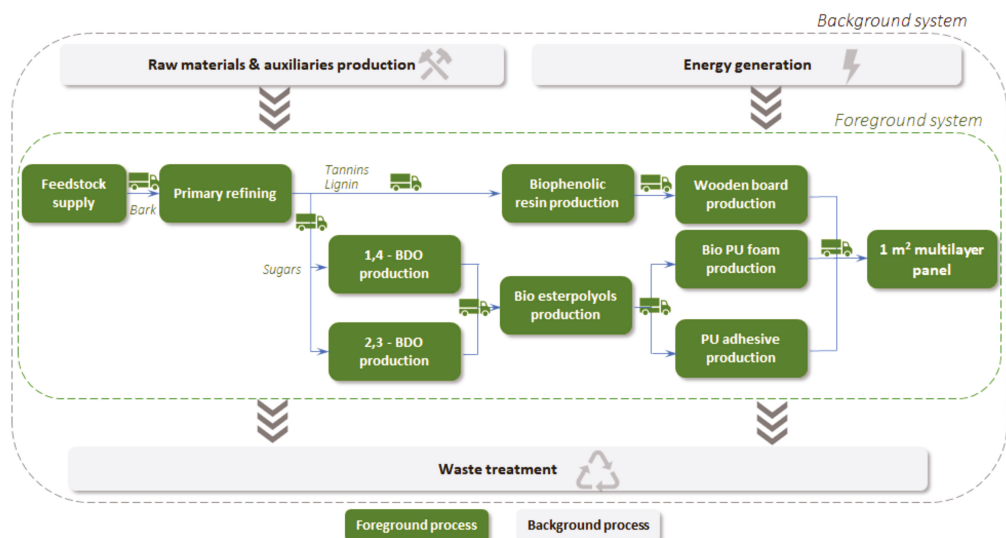 Background system
Raw materials & auxiliaries production
Energy generation
Foreground system
Feedstock
supply
Bark
Primary refining
Tannins
Lignin
Sugars
Biophenolic
resin production
Wooden board
production
1,4 - BDO
production
Bio PU foam
production
1 m² multilayer
panel
Bio esterpolyols
production
2,3 - BDO
production
PU adhesive
production
Waste treatment
Foreground process
Background process